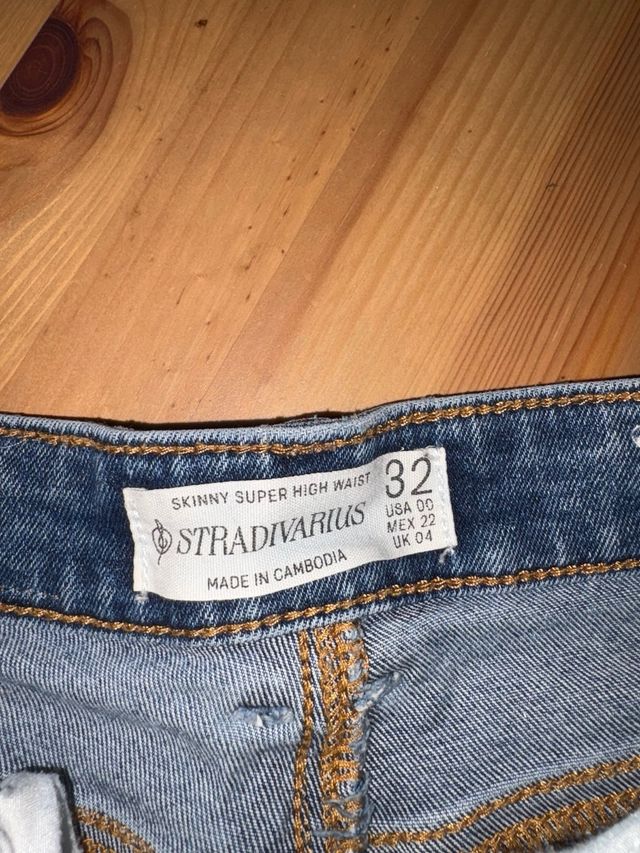 SKINNY SUPER HIGH WAIST
STRADIVARIUS
MADE IN CAMBODIA
32
USA 00
MEX 22
UK 04